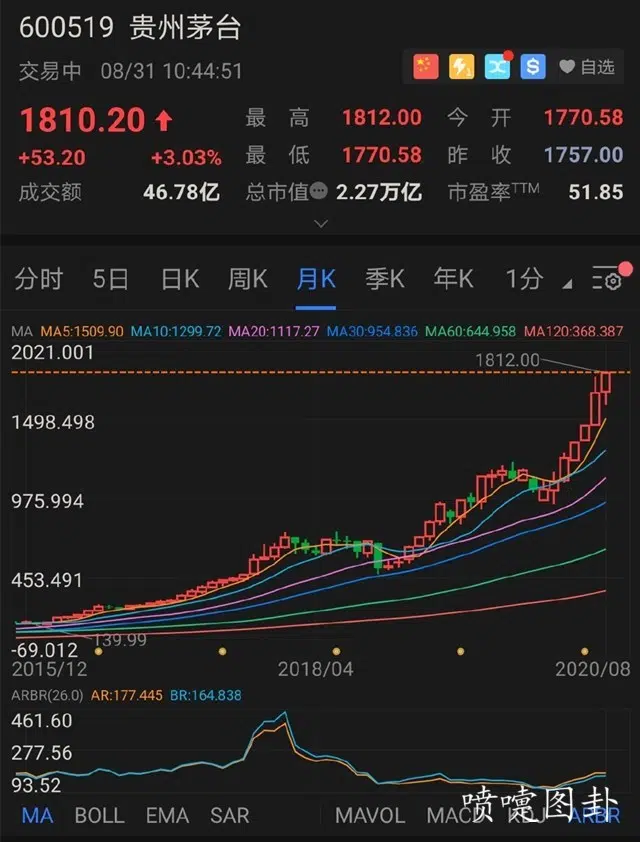 600519 贵州茅台
交易中 08/31 10:44:51
自选
1810.20
最高 1812.00 今开 1770.58
+53.20 +3.03% 最低 1770.58 昨收 1757.00
成交额 46.78亿 总市值 2.27万亿 市盈率TTM 51.85
分时 5日 日K 周K 月K 季K 年K 1分
MA MA5:1509.90 MA10:1299.72 MA20:1117.27 MA30:954.836 MA60:644.958 MA120:368.387
2021.001
1812.00
1498.498
975.994
453.491
139.99
-69.012
2015/12 2018/04 2020/08
ARBR(26.0) AR:177.445 BR:164.838
461.60
277.56
93.52
MA BOLL EMA SAR MAVOL MACD KDJ ARBR
喷嚏图卦